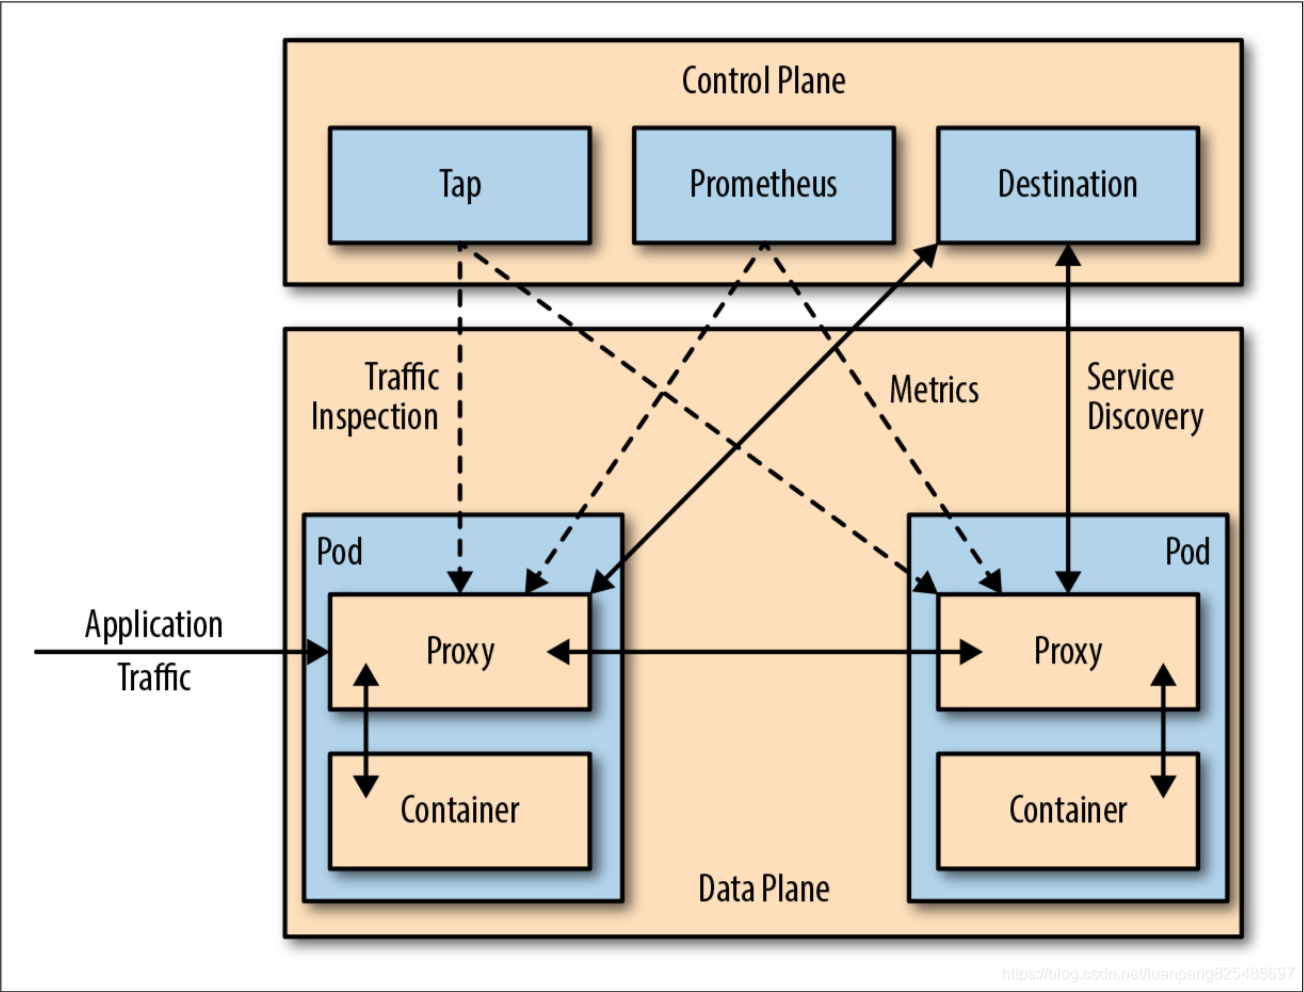 Control Plane
Tap
Prometheus
Destination
Traffic
Inspection
Metrics
Service
Discovery
Pod
Pod
Application
Traffic
Proxy
Proxy
Container
Container
Data Plane
https://blog.csdn.net/luanpeng825485697